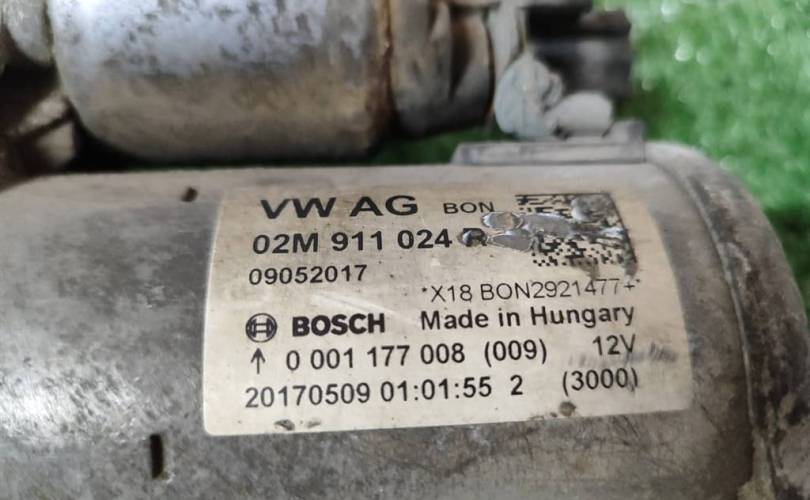 VW AG BON
02M 911 024 R
09052017
*X18 BON2921477+*
BOSCH Made in Hungary
↑ 0 001 177 008 (009) 12V
20170509 01:01:55 2 (3000)